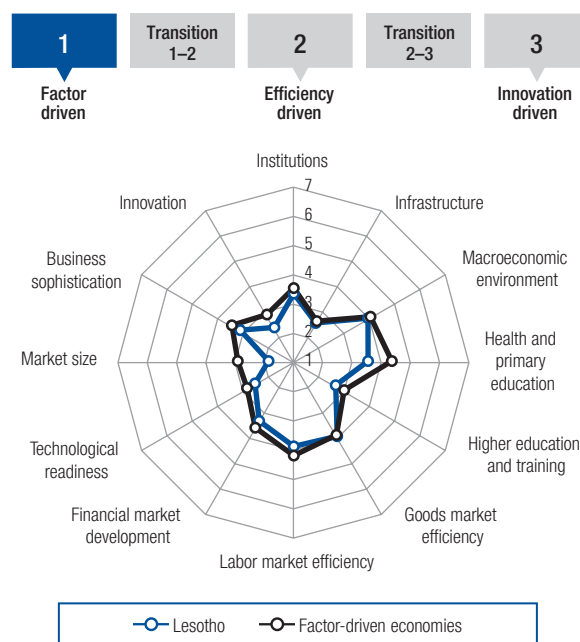 1
Transition
1–2
2
Transition
2–3
3
Factor
driven
Efficiency
driven
Innovation
driven
Institutions
Innovation
Infrastructure
Business
sophistication
Macroeconomic
environment
Market size
Health and
primary
education
Technological
readiness
Higher education
and training
Financial market
development
Goods market
efficiency
Labor market efficiency
7
6
5
4
3
2
1
Lesotho
Factor-driven economies